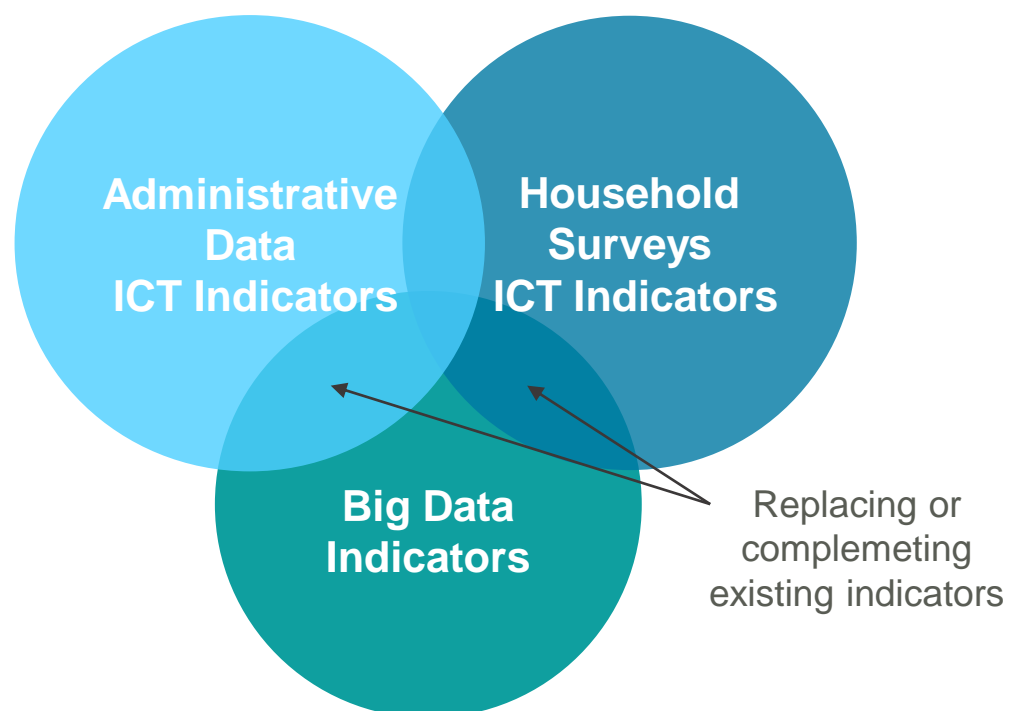 Administrative
Data
ICT Indicators
Household
Surveys
ICT Indicators
Big Data
Indicators
Replacing or
complemeting
existing indicators